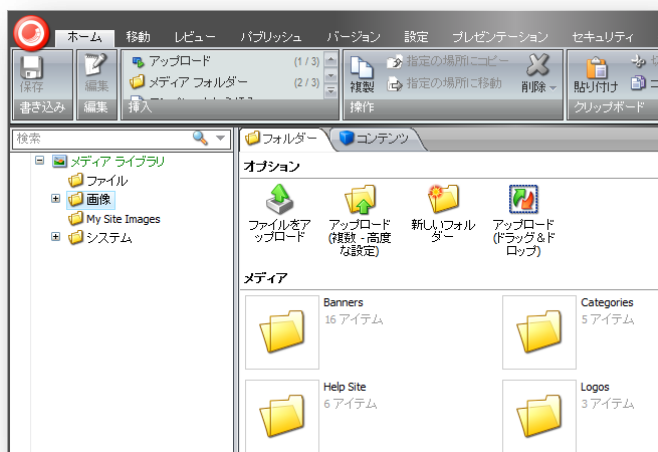 ホーム 移動 レビュー パブリッシュ バージョン 設定 プレゼンテーション セキュリティ
アップロード (1 / 3)
メディア フォルダー (2 / 3)
保存 編集 複製 指定の場所にコピー 削除 貼り付け
指定の場所に移動
書き込み 編集 挿入 操作 クリップボード
検索
メディア ライブラリ
ファイル
画像
My Site Images
システム
フォルダー コンテンツ
オプション
ファイルをア
ップロード
アップロード
(複数 - 高度
な設定)
新しいフォル
ダー
アップロード
(ドラッグ&ド
ロップ)
メディア
Banners
16 アイテム
Categories
5 アイテム
Help Site
6 アイテム
Logos
3 アイテム